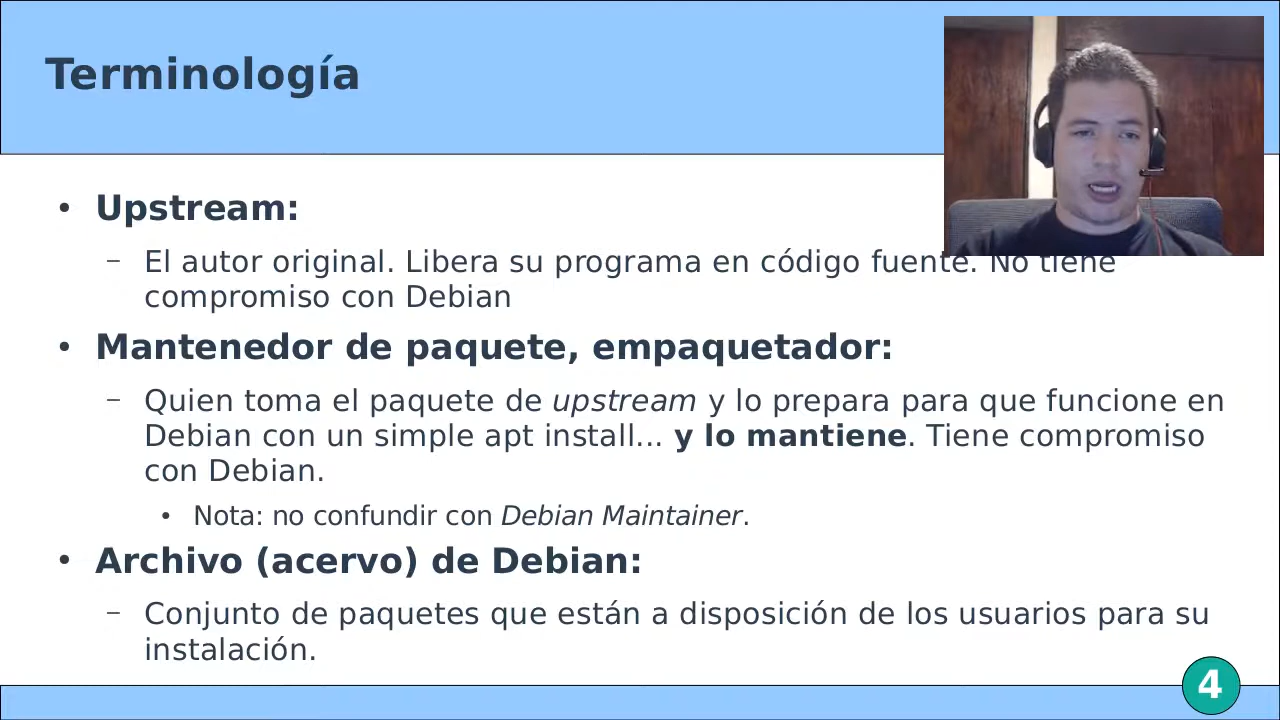 Terminología
• Upstream:
– El autor original. Libera su programa en código fuente. No tiene
compromiso con Debian
• Mantenedor de paquete, empaquetador:
– Quien toma el paquete de upstream y lo prepara para que funcione en
Debian con un simple apt install... y lo mantiene. Tiene compromiso
con Debian.
• Nota: no confundir con Debian Maintainer.
• Archivo (acervo) de Debian:
– Conjunto de paquetes que están a disposición de los usuarios para su
instalación.
4